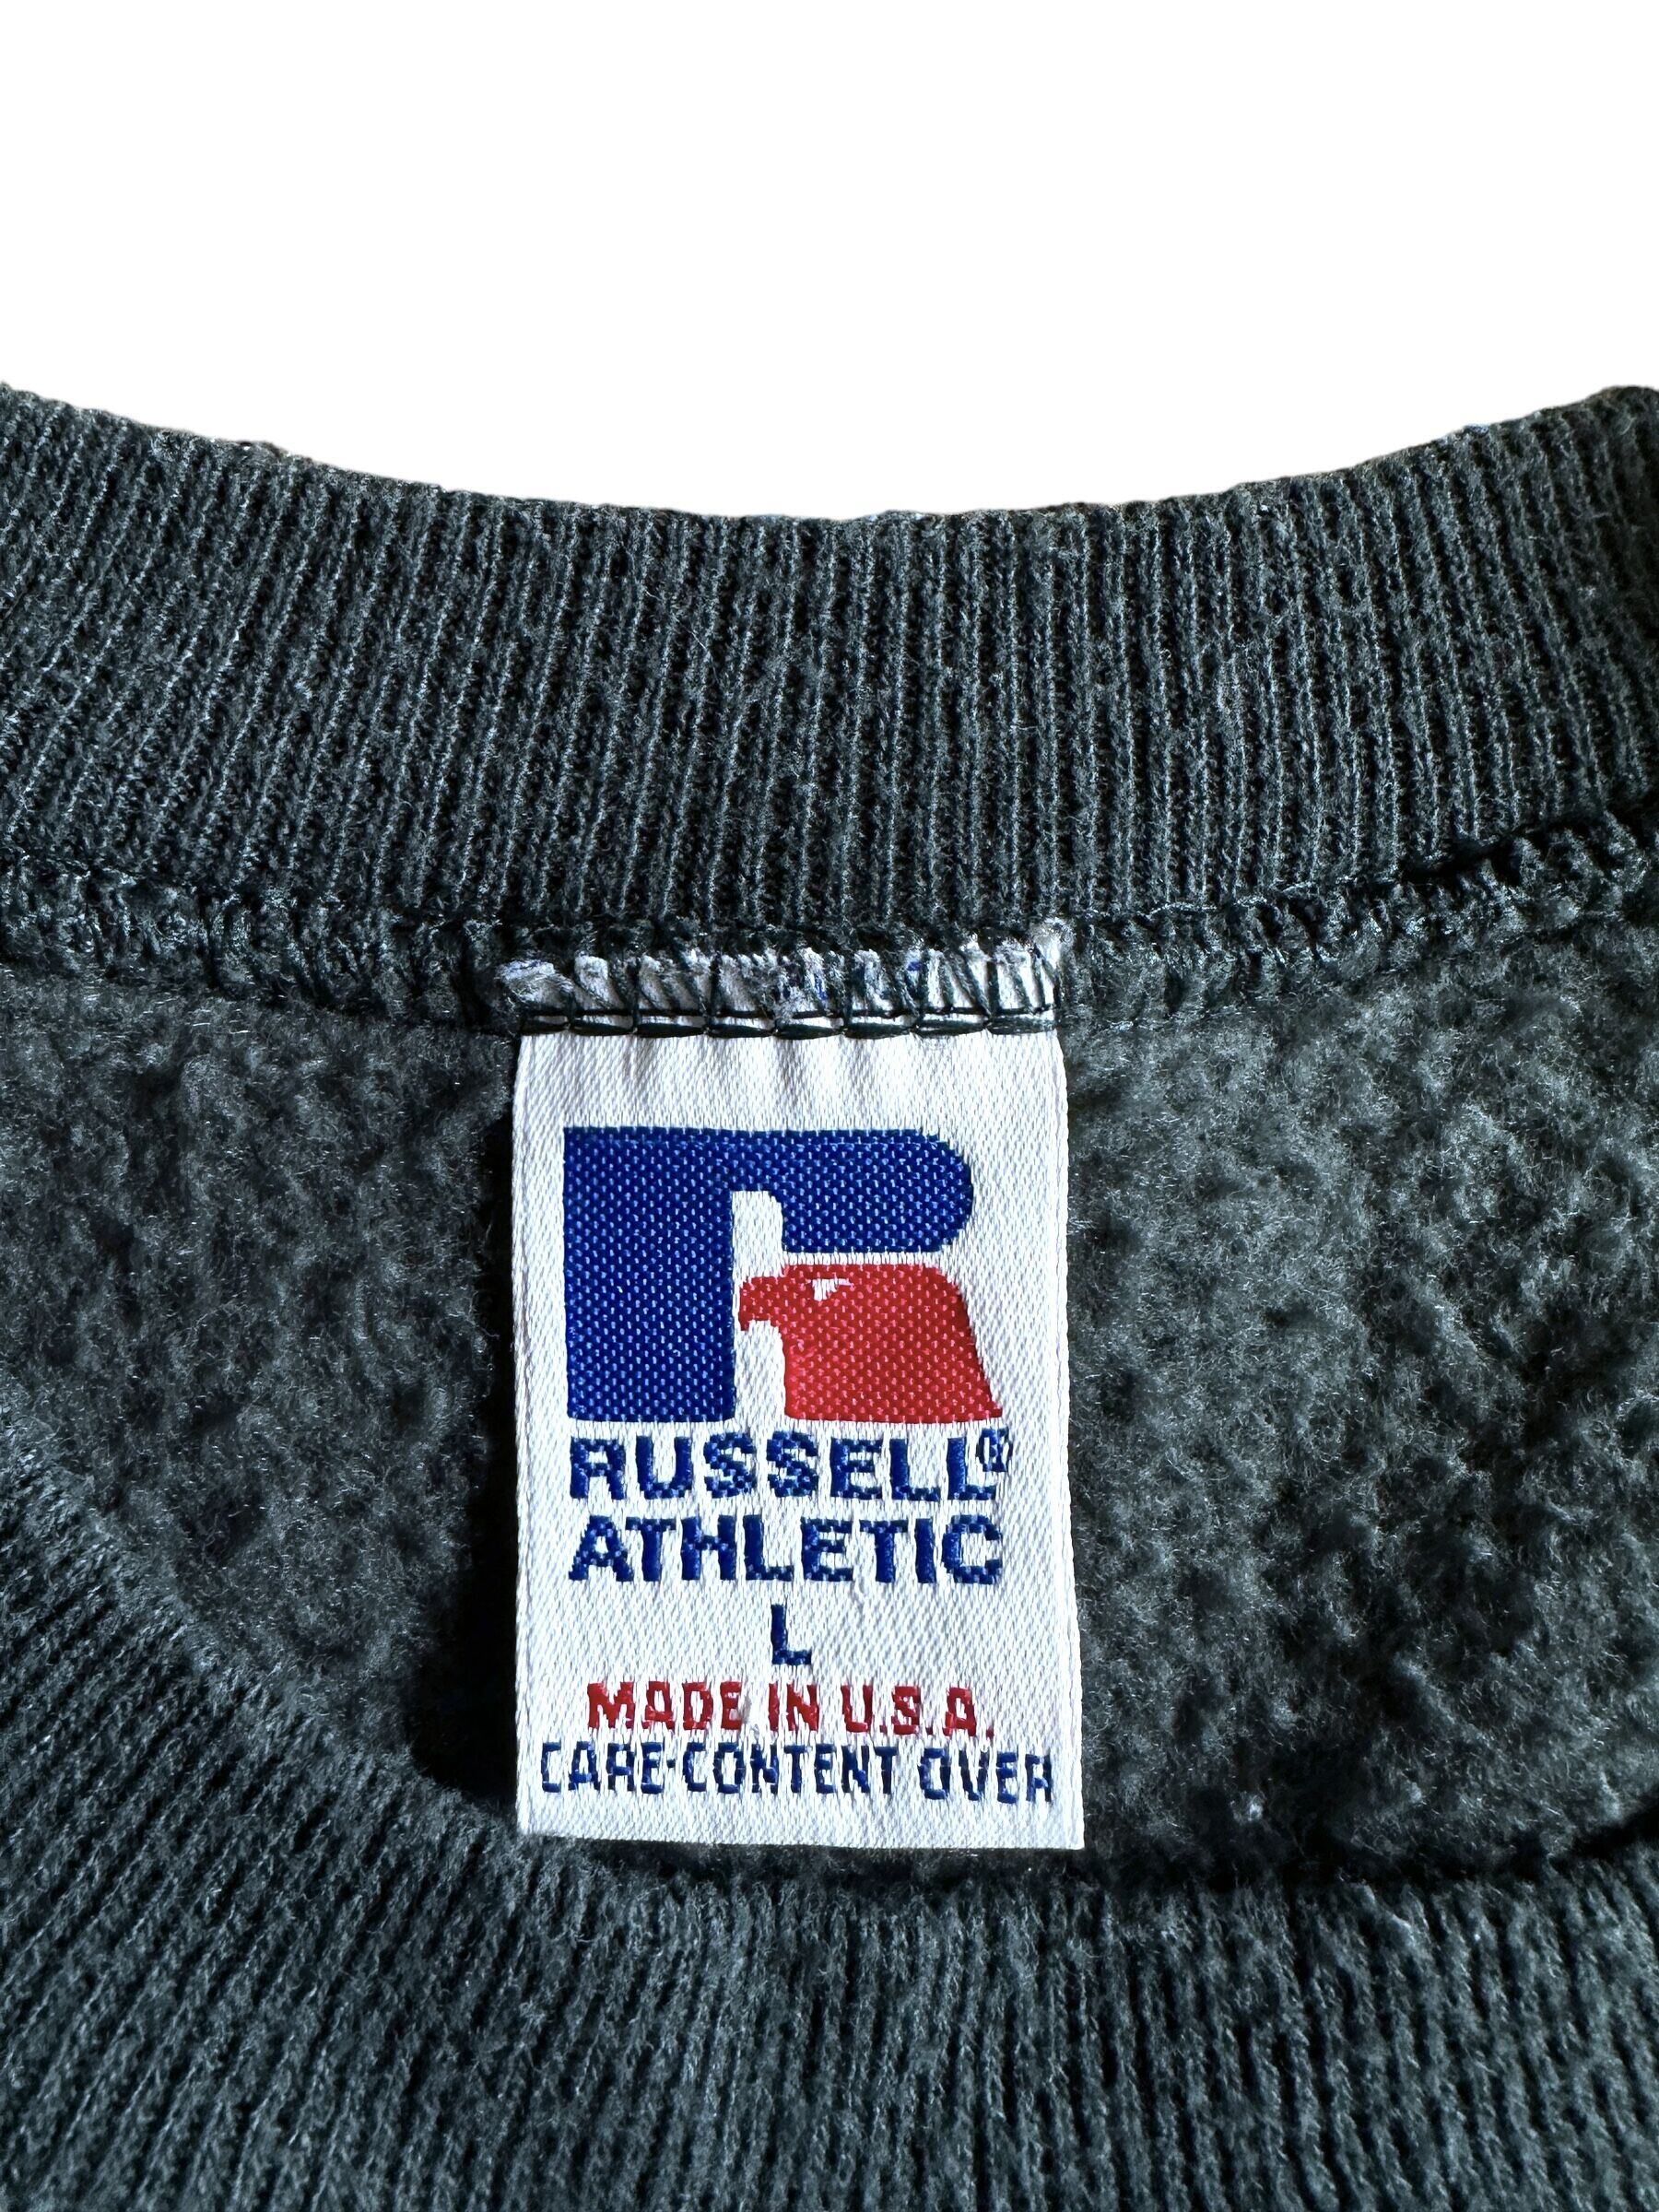 R
RUSSELL®
ATHLETIC
L
MADE IN U.S.A.
CARE-CONTENT OVER